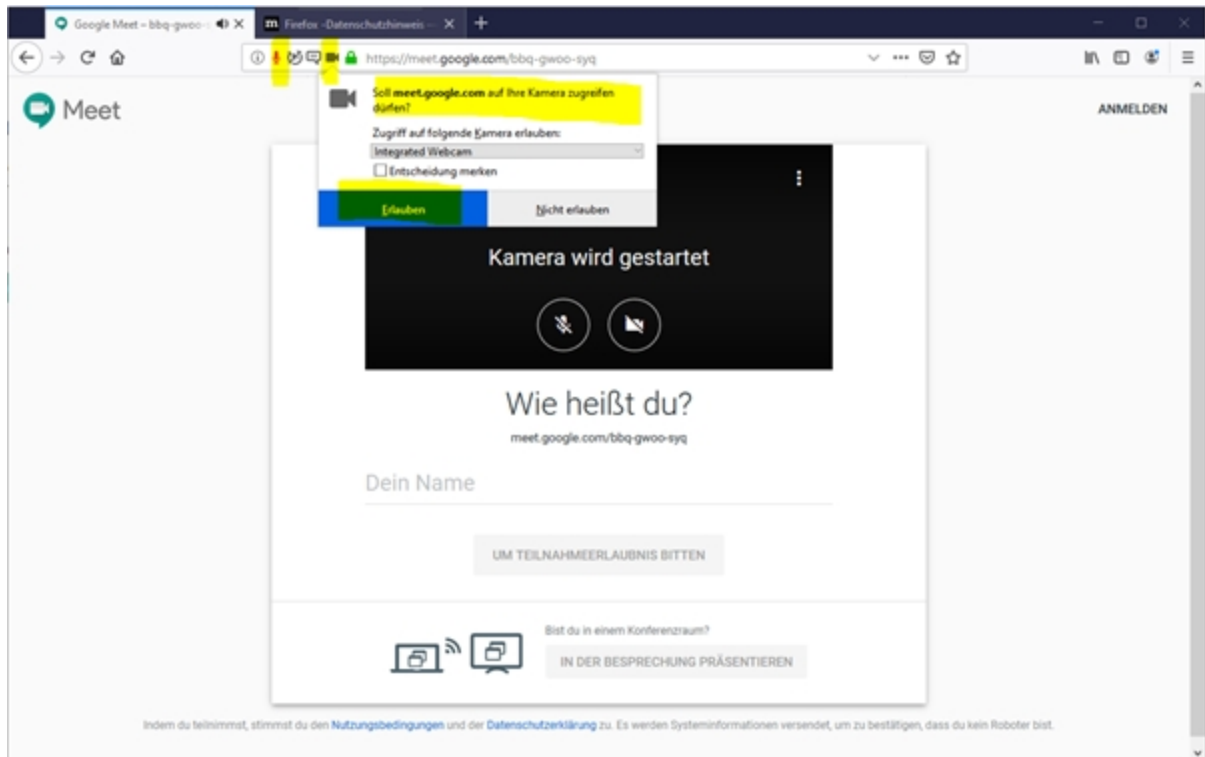 Google Meet – bbq-gwoo-s
Firefox -Datenschutzhinweis —
https://meet.google.com/bbq-gwoo-syq
Meet
ANMELDEN
Soll meet.google.com auf Ihre Kamera zugreifen
dürfen?
Zugriff auf folgende Kamera erlauben:
Integrated Webcam
Entscheidung merken
Erlauben
Nicht erlauben
Kamera wird gestartet
Wie heißt du?
meet.google.com/bbq-gwoo-syq
Dein Name
UM TEILNAHMEERLAUBNIS BITTEN
Bist du in einem Konferenzraum?
IN DER BESPRECHUNG PRÄSENTIEREN
Indem du teilnimmst, stimmst du den Nutzungsbedingungen und der Datenschutzerklärung zu. Es werden Systeminformationen versendet, um zu bestätigen, dass du kein Roboter bist.